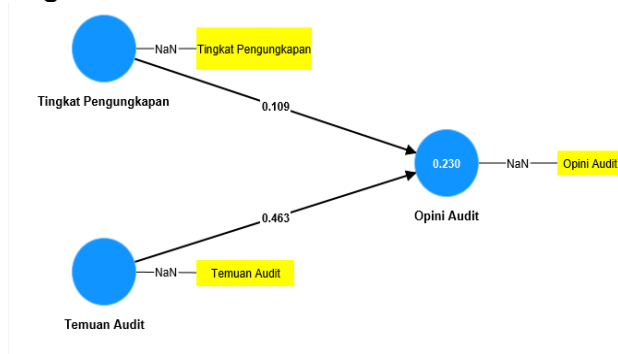 NaN
Tingkat Pengungkapan
Tingkat Pengungkapan
0.109
0.230
NaN
Opini Audit
Opini Audit
0.463
NaN
Temuan Audit
Temuan Audit